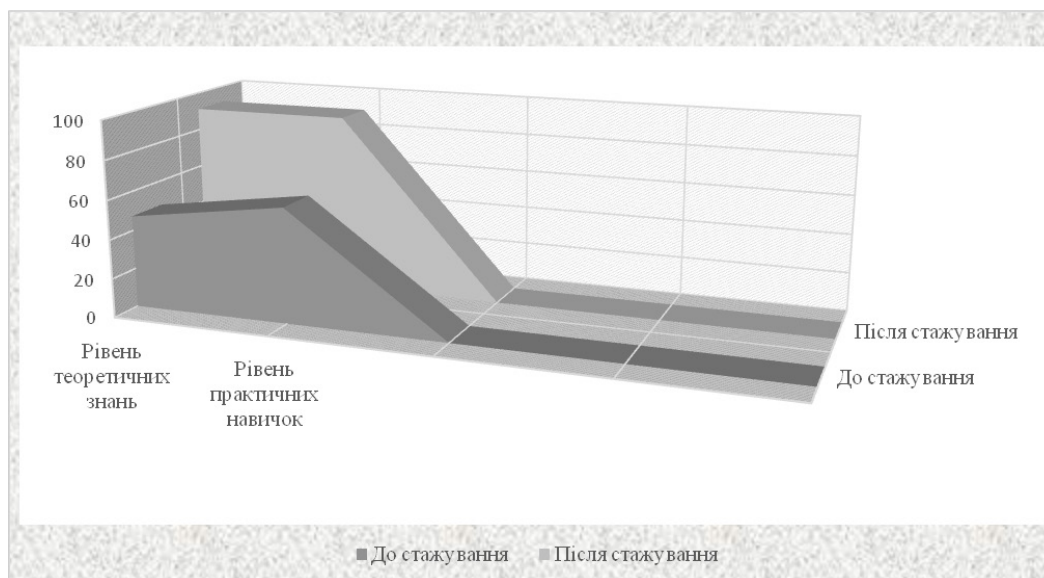 100
80
60
40
20
0
Рівень
теоретичних
знань
Рівень
практичних
навичок
Після стажування
До стажування
До стажування
Після стажування